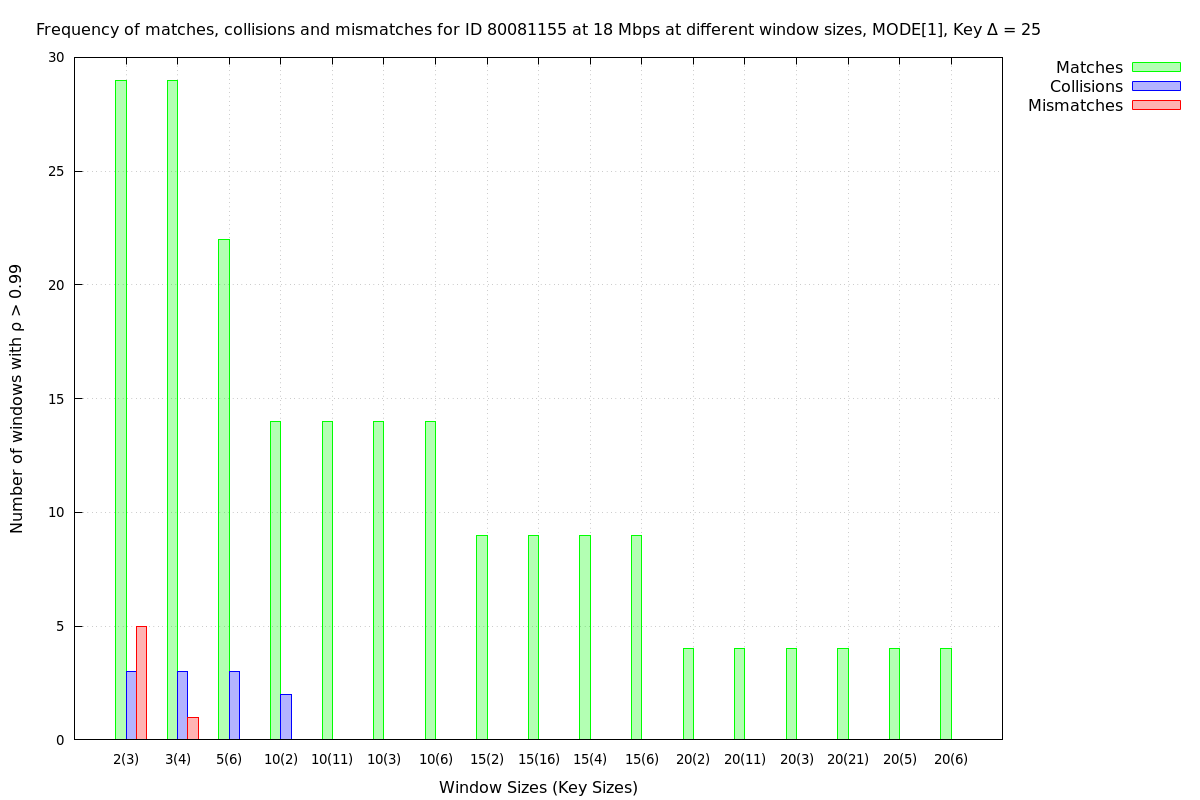 Frequency of matches, collisions and mismatches for ID 80081155 at 18 Mbps at different window sizes, MODE[1], Key Δ = 25
Matches
Collisions
Mismatches
Number of windows with ρ > 0.99
30
25
20
15
10
5
0
2(3) 3(4) 5(6) 10(2) 10(11) 10(3) 10(6) 15(2) 15(16) 15(4) 15(6) 20(2) 20(11) 20(3) 20(21) 20(5) 20(6)
Window Sizes (Key Sizes)